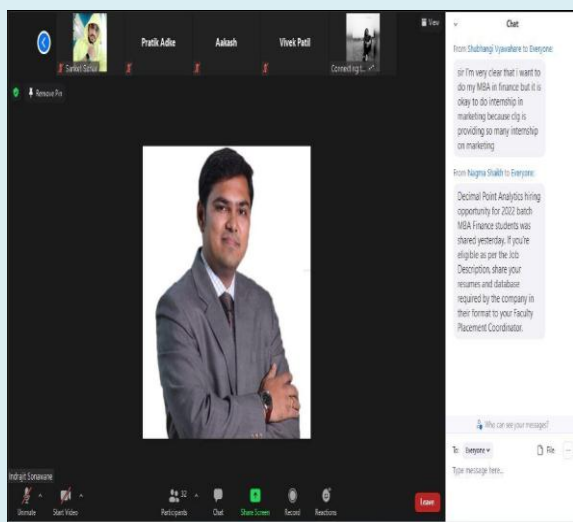 View
Sanket Sanar
Pratik Adke
Aakash
Vivek Patil
Connecting t...
Remove Pin
Indrajit Sonawane
Unmute
Start Video
32
Participants
Chat
Share Screen
Record
Reactions
Leave
Chat
From Shubhangi Vyawahare to Everyone:
sir I'm very clear that i want to
do my MBA in finance but it is
okay to do internship in
marketing because clg is
providing so many internship
on marketing
From Nagma Shaikh to Everyone:
Decimal Point Analytics hiring
opportunity for 2022 batch
MBA Finance students was
shared yesterday. If you're
eligible as per the Job
Description, share your
resumes and database
required by the company in
their format to your Faculty
Placement Coordinator.
Who can see your messages?
To: Everyone
File
Type message here...